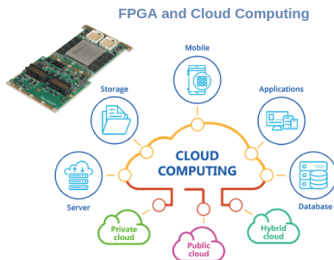 FPGA and Cloud Computing
Mobile
Storage
Applications
CLOUD
COMPUTING
Server
Database
Private
cloud
Public
cloud
Hybrid
cloud